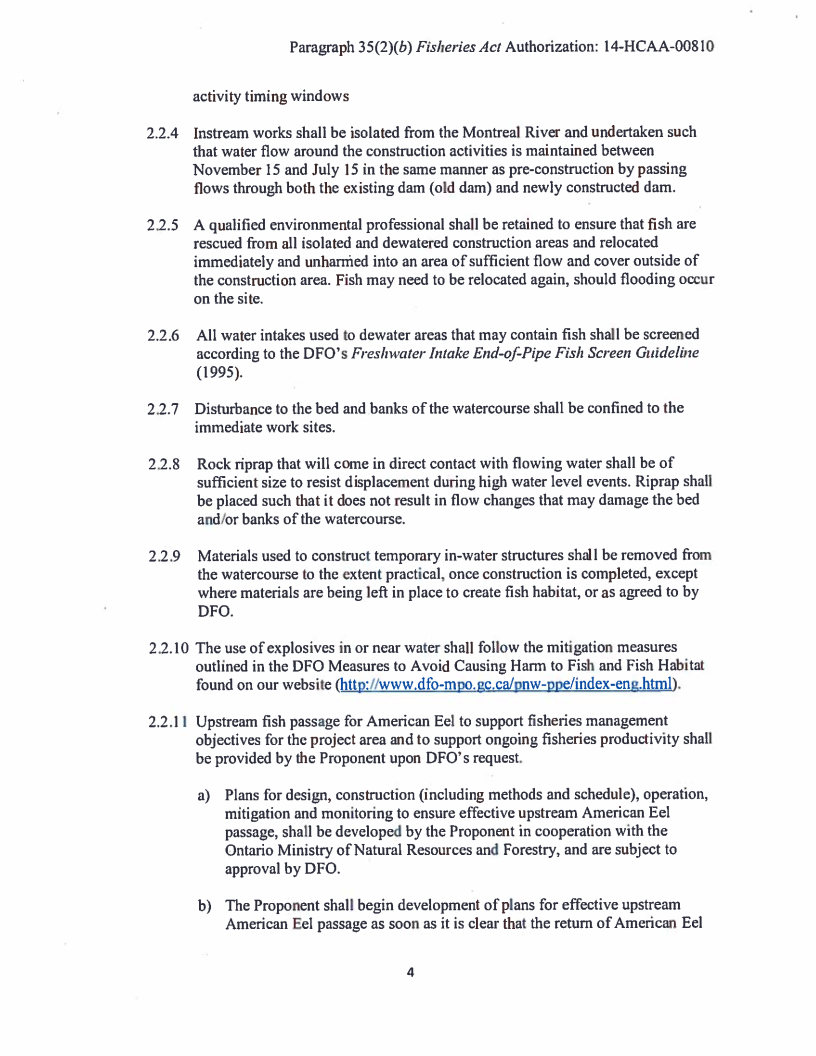 Paragraph 35(2)(b) Fisheries Act Authorization: 14-HCAA-00810
activity timing windows
2.2.4 Instream works shall be isolated from the Montreal River and undertaken such
that water flow around the construction activities is maintained between
November 15 and July 15 in the same manner as pre-construction by passing
flows through both the existing dam (old dam) and newly constructed dam.
2.2.5 A qualified environmental professional shall be retained to ensure that fish are
rescued from all isolated and dewatered construction areas and relocated
immediately and unharmed into an area of sufficient flow and cover outside of
the construction area. Fish may need to be relocated again, should flooding occur
on the site.
2.2.6 All water intakes used to dewater areas that may contain fish shall be screened
according to the DFO's Freshwater Intake End-of-Pipe Fish Screen Guideline
(1995).
2.2.7 Disturbance to the bed and banks of the watercourse shall be confined to the
immediate work sites.
2.2.8 Rock riprap that will come in direct contact with flowing water shall be of
sufficient size to resist displacement during high water level events. Riprap shall
be placed such that it does not result in flow changes that may damage the bed
and/or banks of the watercourse.
2.2.9 Materials used to construct temporary in-water structures shall be removed from
the watercourse to the extent practical, once construction is completed, except
where materials are being left in place to create fish habitat, or as agreed to by
DFO.
2.2.10 The use of explosives in or near water shall follow the mitigation measures
outlined in the DFO Measures to Avoid Causing Harm to Fish and Fish Habitat
found on our website (http://www.dfo-mpo.gc.ca/pnw-ppe/index-eng.html).
2.2.11 Upstream fish passage for American Eel to support fisheries management
objectives for the project area and to support ongoing fisheries productivity shall
be provided by the Proponent upon DFO's request.
a) Plans for design, construction (including methods and schedule), operation,
mitigation and monitoring to ensure effective upstream American Eel
passage, shall be developed by the Proponent in cooperation with the
Ontario Ministry of Natural Resources and Forestry, and are subject to
approval by DFO.
b) The Proponent shall begin development of plans for effective upstream
American Eel passage as soon as it is clear that the return of American Eel
4